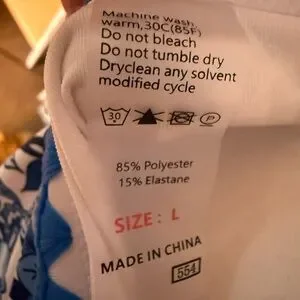 Machine wash
warm,30C(85F)
Do not bleach
Do not tumble dry
Dryclean any solvent
modified cycle
30
P
85% Polyester
15% Elastane
SIZE: L
MADE IN CHINA
554